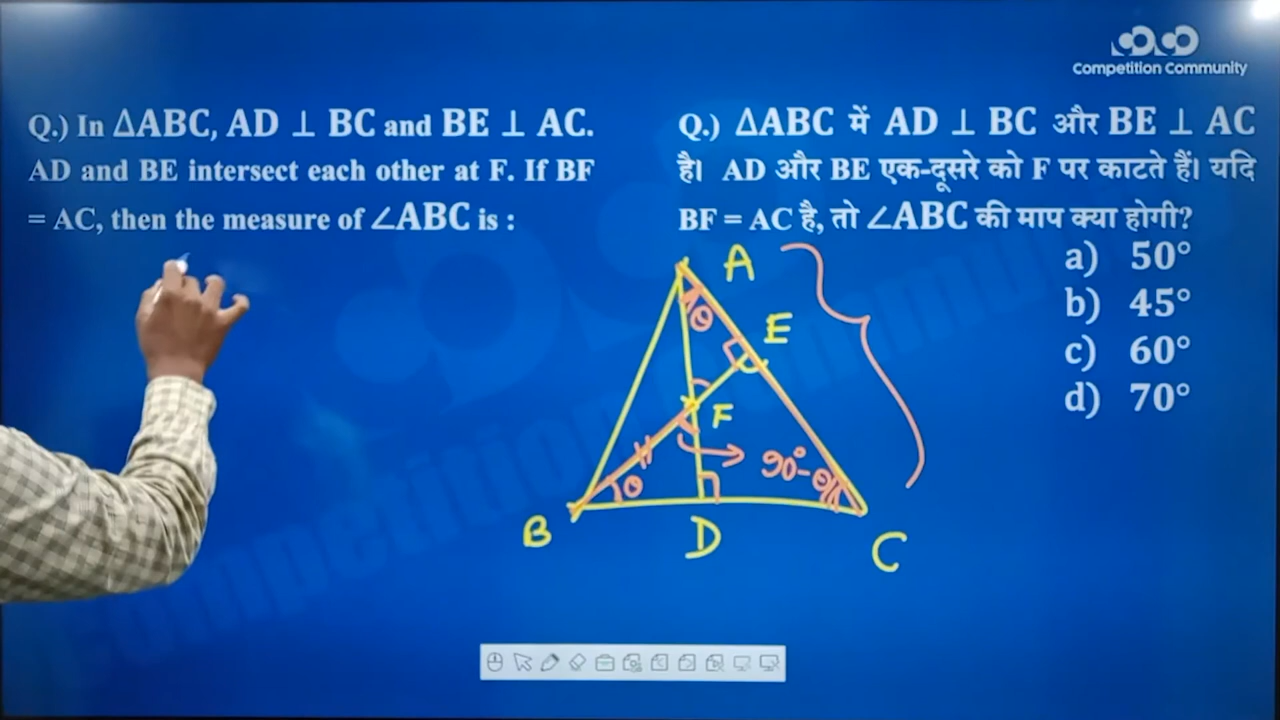 Competition Community
Q.) In ΔABC, AD ⊥ BC and BE ⊥ AC.
AD and BE intersect each other at F. If BF
= AC, then the measure of ∠ABC is :
Q.) ΔABC में AD ⊥ BC और BE ⊥ AC
है। AD और BE एक-दूसरे को F पर काटते हैं। यदि
BF = AC है, तो ∠ABC की माप क्या होगी?
a) 50°
b) 45°
c) 60°
d) 70°
A
θ
E
F
θ
90°-θ
B
D
C
Competition Community